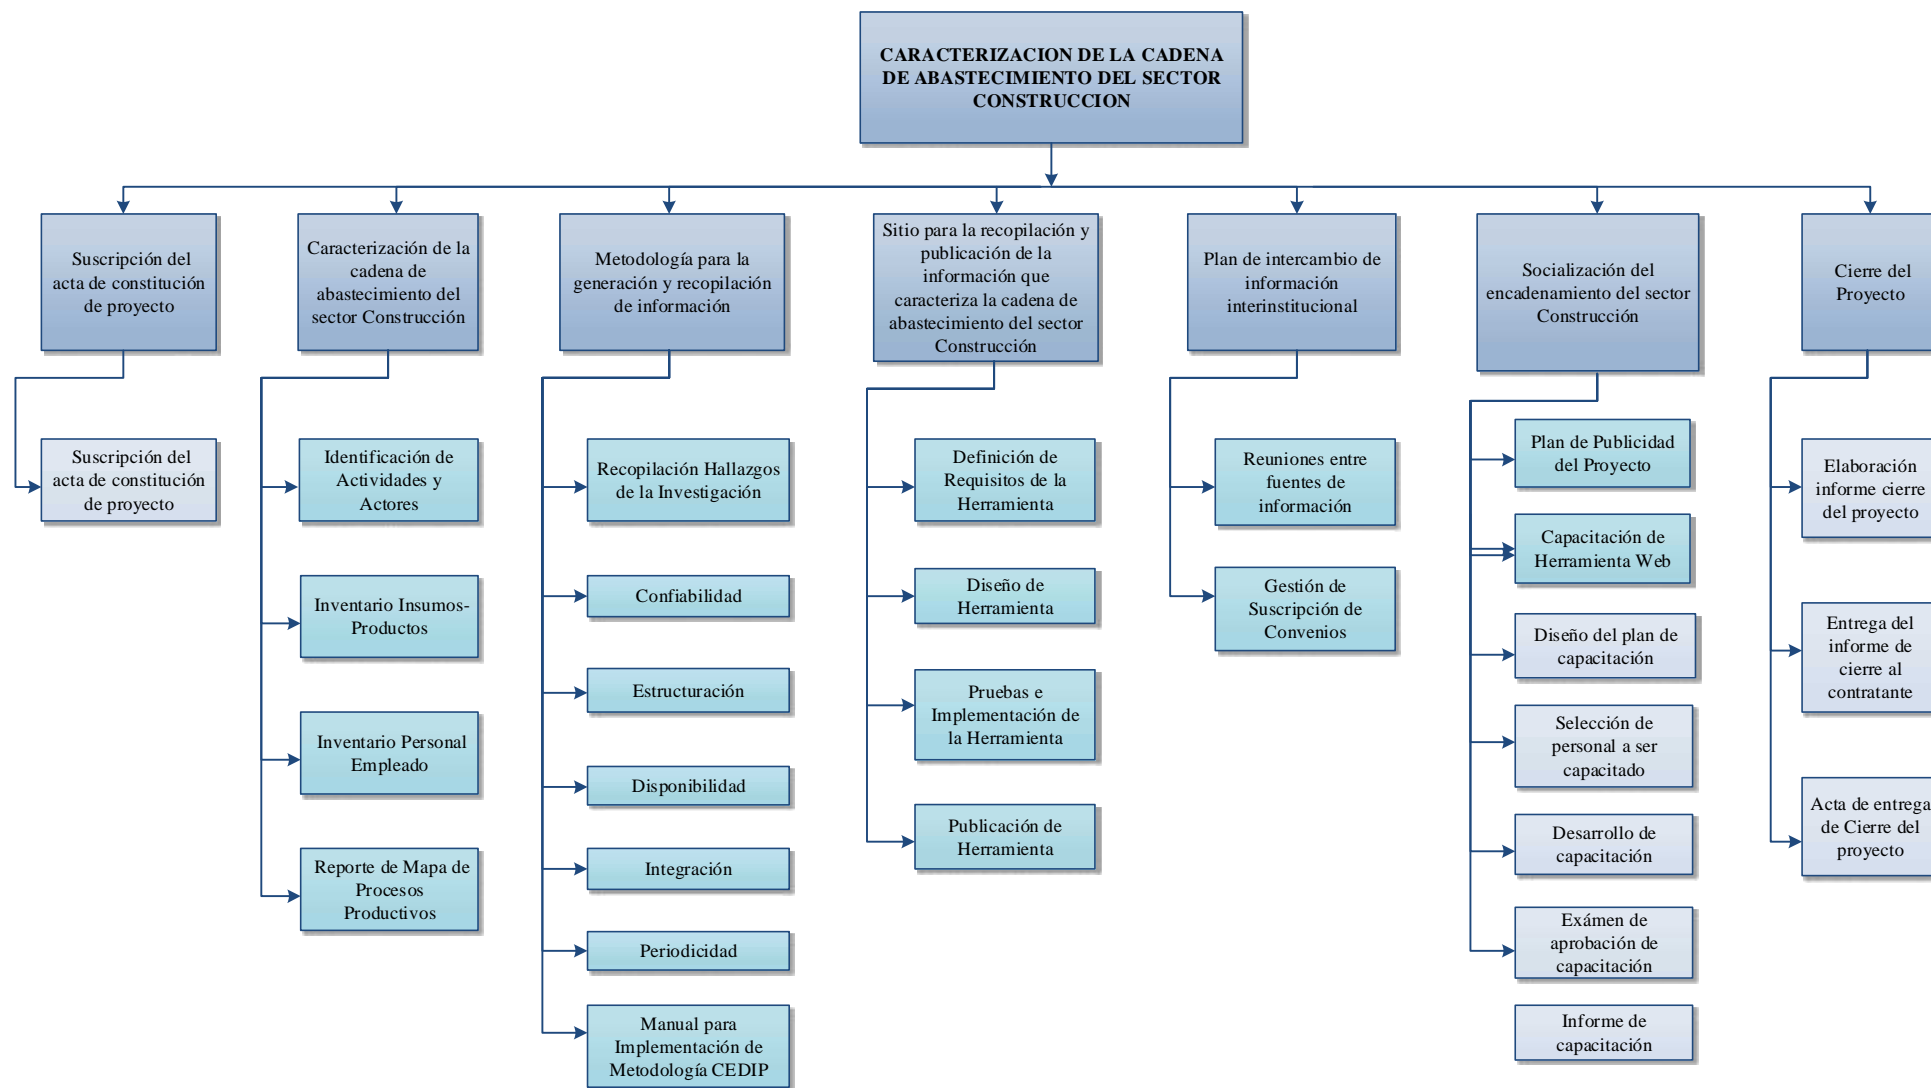 CARACTERIZACION DE LA CADENA
DE ABASTECIMIENTO DEL SECTOR
CONSTRUCCION
Suscripción del
acta de constitución
de proyecto
Caracterización de la
cadena de
abastecimiento del
sector Construcción
Metodología para la
generación y recopilación
de información
Sitio para la recopilación y
publicación de la
información que
caracteriza la cadena de
abastecimiento del sector
Construcción
Plan de intercambio de
información
interinstitucional
Socialización del
encadenamiento del sector
Construcción
Cierre del
Proyecto
Suscripción del
acta de constitución
de proyecto
Identificación de
Actividades y
Actores
Inventario Insumos-
Productos
Inventario Personal
Empleado
Reporte de Mapa de
Procesos
Productivos
Recopilación Hallazgos
de la Investigación
Confiabilidad
Estructuración
Disponibilidad
Integración
Periodicidad
Manual para
Implementación de
Metodología CEDIP
Definición de
Requisitos de la
Herramienta
Diseño de
Herramienta
Pruebas e
Implementación de
la Herramienta
Publicación de
Herramienta
Reuniones entre
fuentes de
información
Gestión de
Suscripción de
Convenios
Plan de Publicidad
del Proyecto
Capacitación de
Herramienta Web
Diseño del plan de
capacitación
Selección de
personal a ser
capacitado
Desarrollo de
capacitación
Exámen de
aprobación de
capacitación
Informe de
capacitación
Elaboración
informe cierre
del proyecto
Entrega del
informe de
cierre al
contratante
Acta de entrega
de Cierre del
proyecto